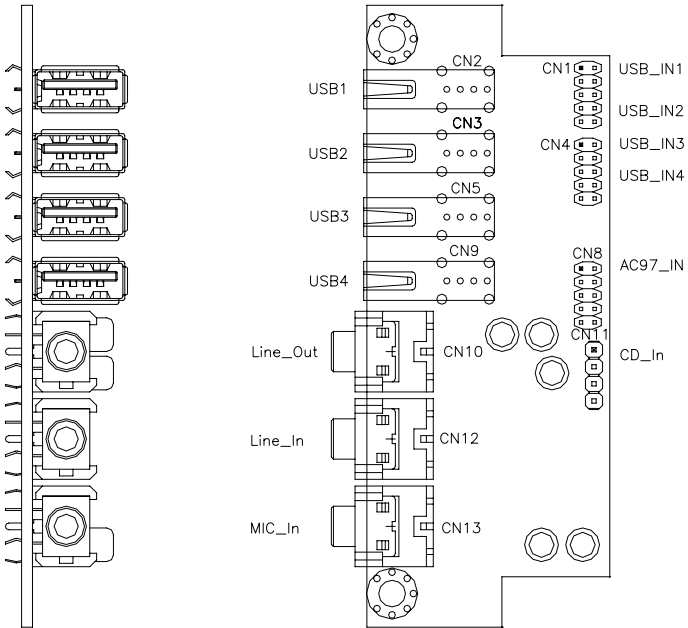 CN2
CN1
USB_IN1
USB1
USB_IN2
CN3
CN4
USB_IN3
USB2
USB_IN4
CN5
USB3
CN9
CN8
AC97_IN
USB4
CN11
Line_Out
CN10
CD_In
Line_In
CN12
MIC_In
CN13